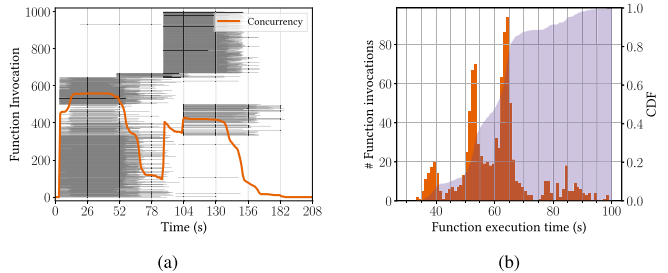 Concurrency
1000
800
600
400
200
0
Function Invocation
0 26 52 78 104 130 156 182 208
Time (s)
(a)
80
60
40
20
0
# Function invocations
1.0
0.8
0.6
0.4
0.2
0.0
CDF
40 60 80 100
Function execution time (s)
(b)